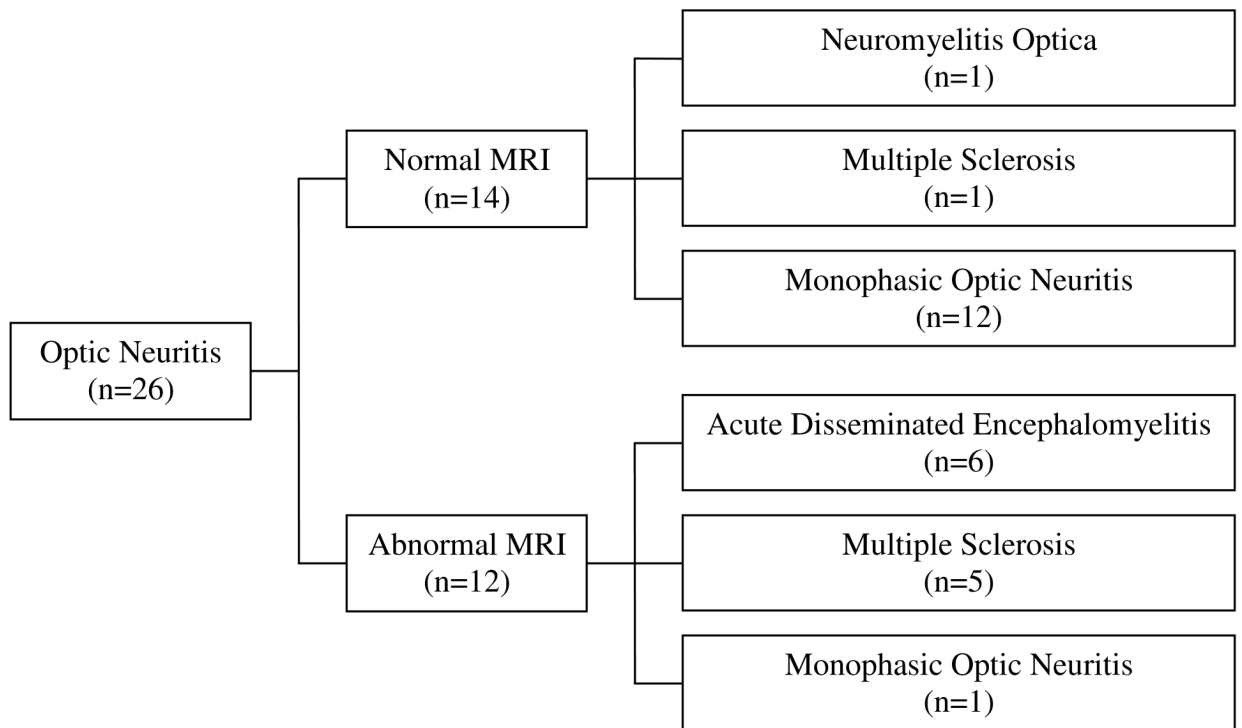 Optic Neuritis
(n=26)
Normal MRI
(n=14)
Neuromyelitis Optica
(n=1)
Multiple Sclerosis
(n=1)
Monophasic Optic Neuritis
(n=12)
Abnormal MRI
(n=12)
Acute Disseminated Encephalomyelitis
(n=6)
Multiple Sclerosis
(n=5)
Monophasic Optic Neuritis
(n=1)